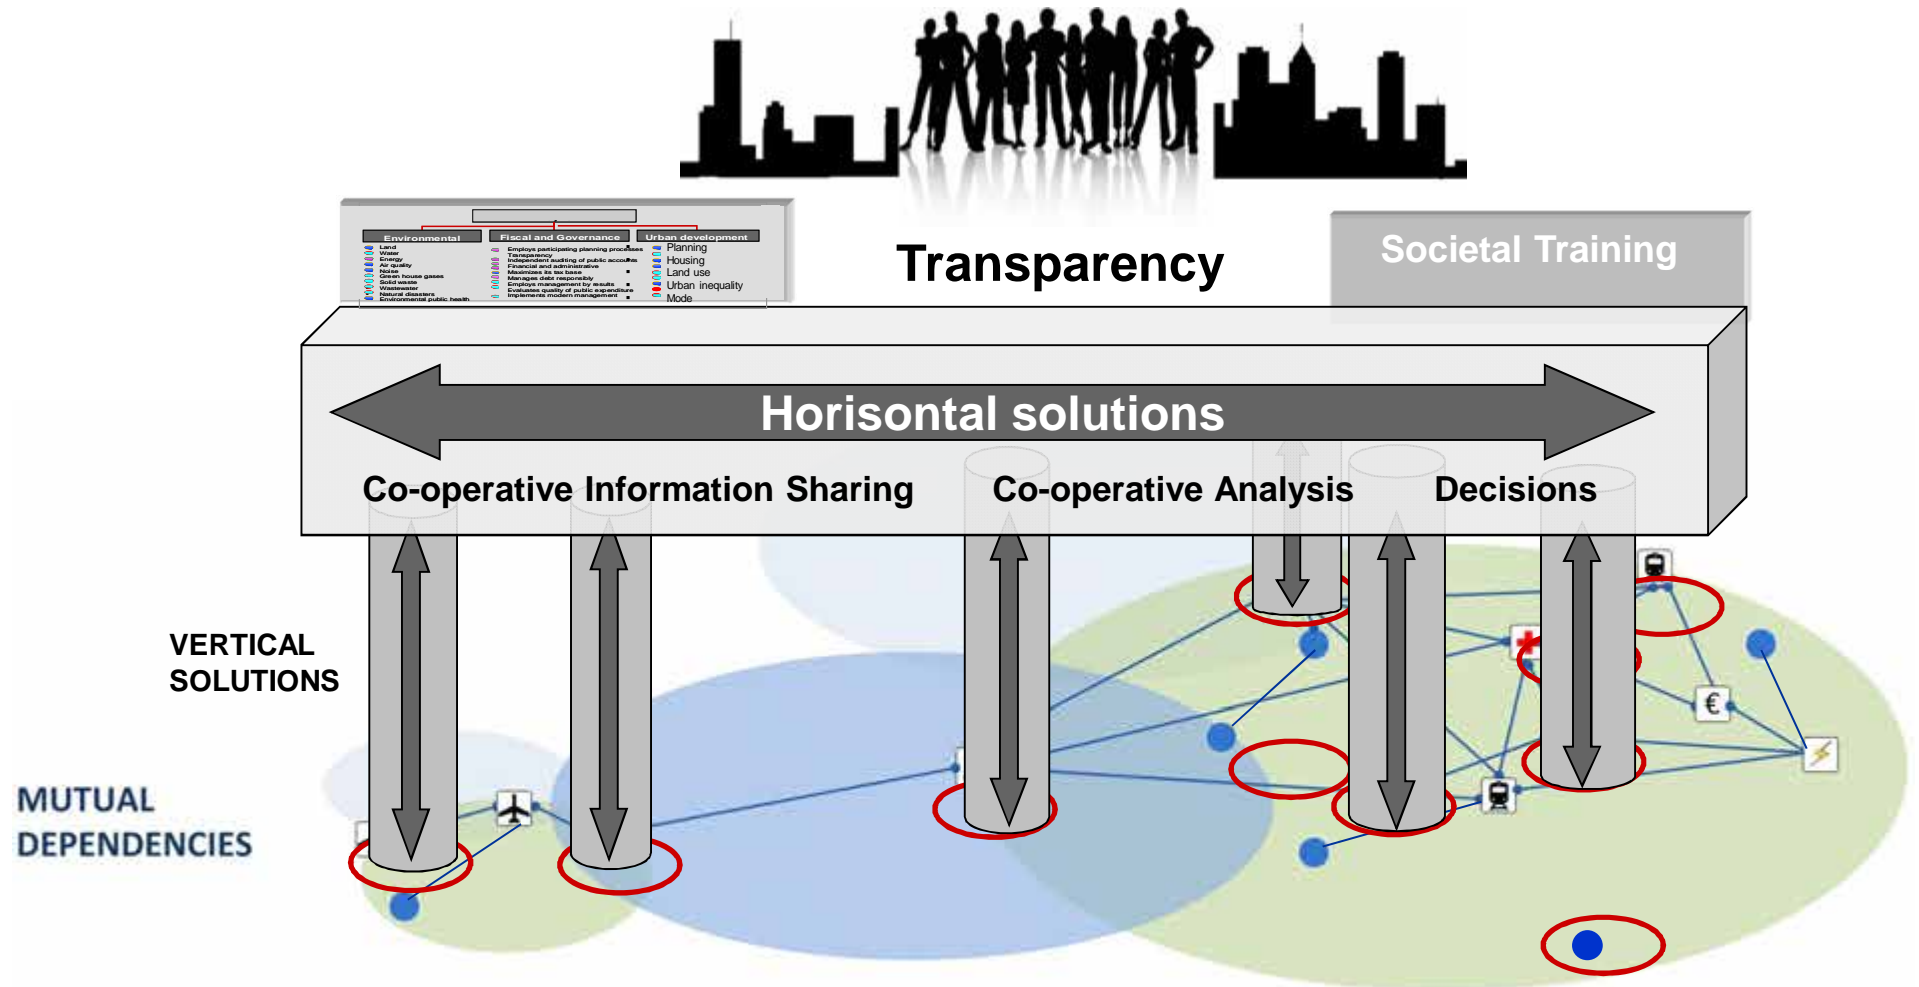 Environmental
Land
Water
Energy
Air quality
Noise
Green house gases
Solid waste
Wastewater
Natural disasters
Environmental public health
Fiscal and Governance
Employs participating planning processes
Transparency
Independent auditing of public accounts
Financial and administrative
Maximizes its tax base
Manages debt responsibly
Employs management by results
Evaluates quality of public expenditure
Implements modern management
Urban development
Planning
Housing
Land use
Urban inequality
Mode
Transparency
Societal Training
Horisontal solutions
Co-operative Information Sharing
Co-operative Analysis
Decisions
VERTICAL
SOLUTIONS
€
MUTUAL
DEPENDENCIES